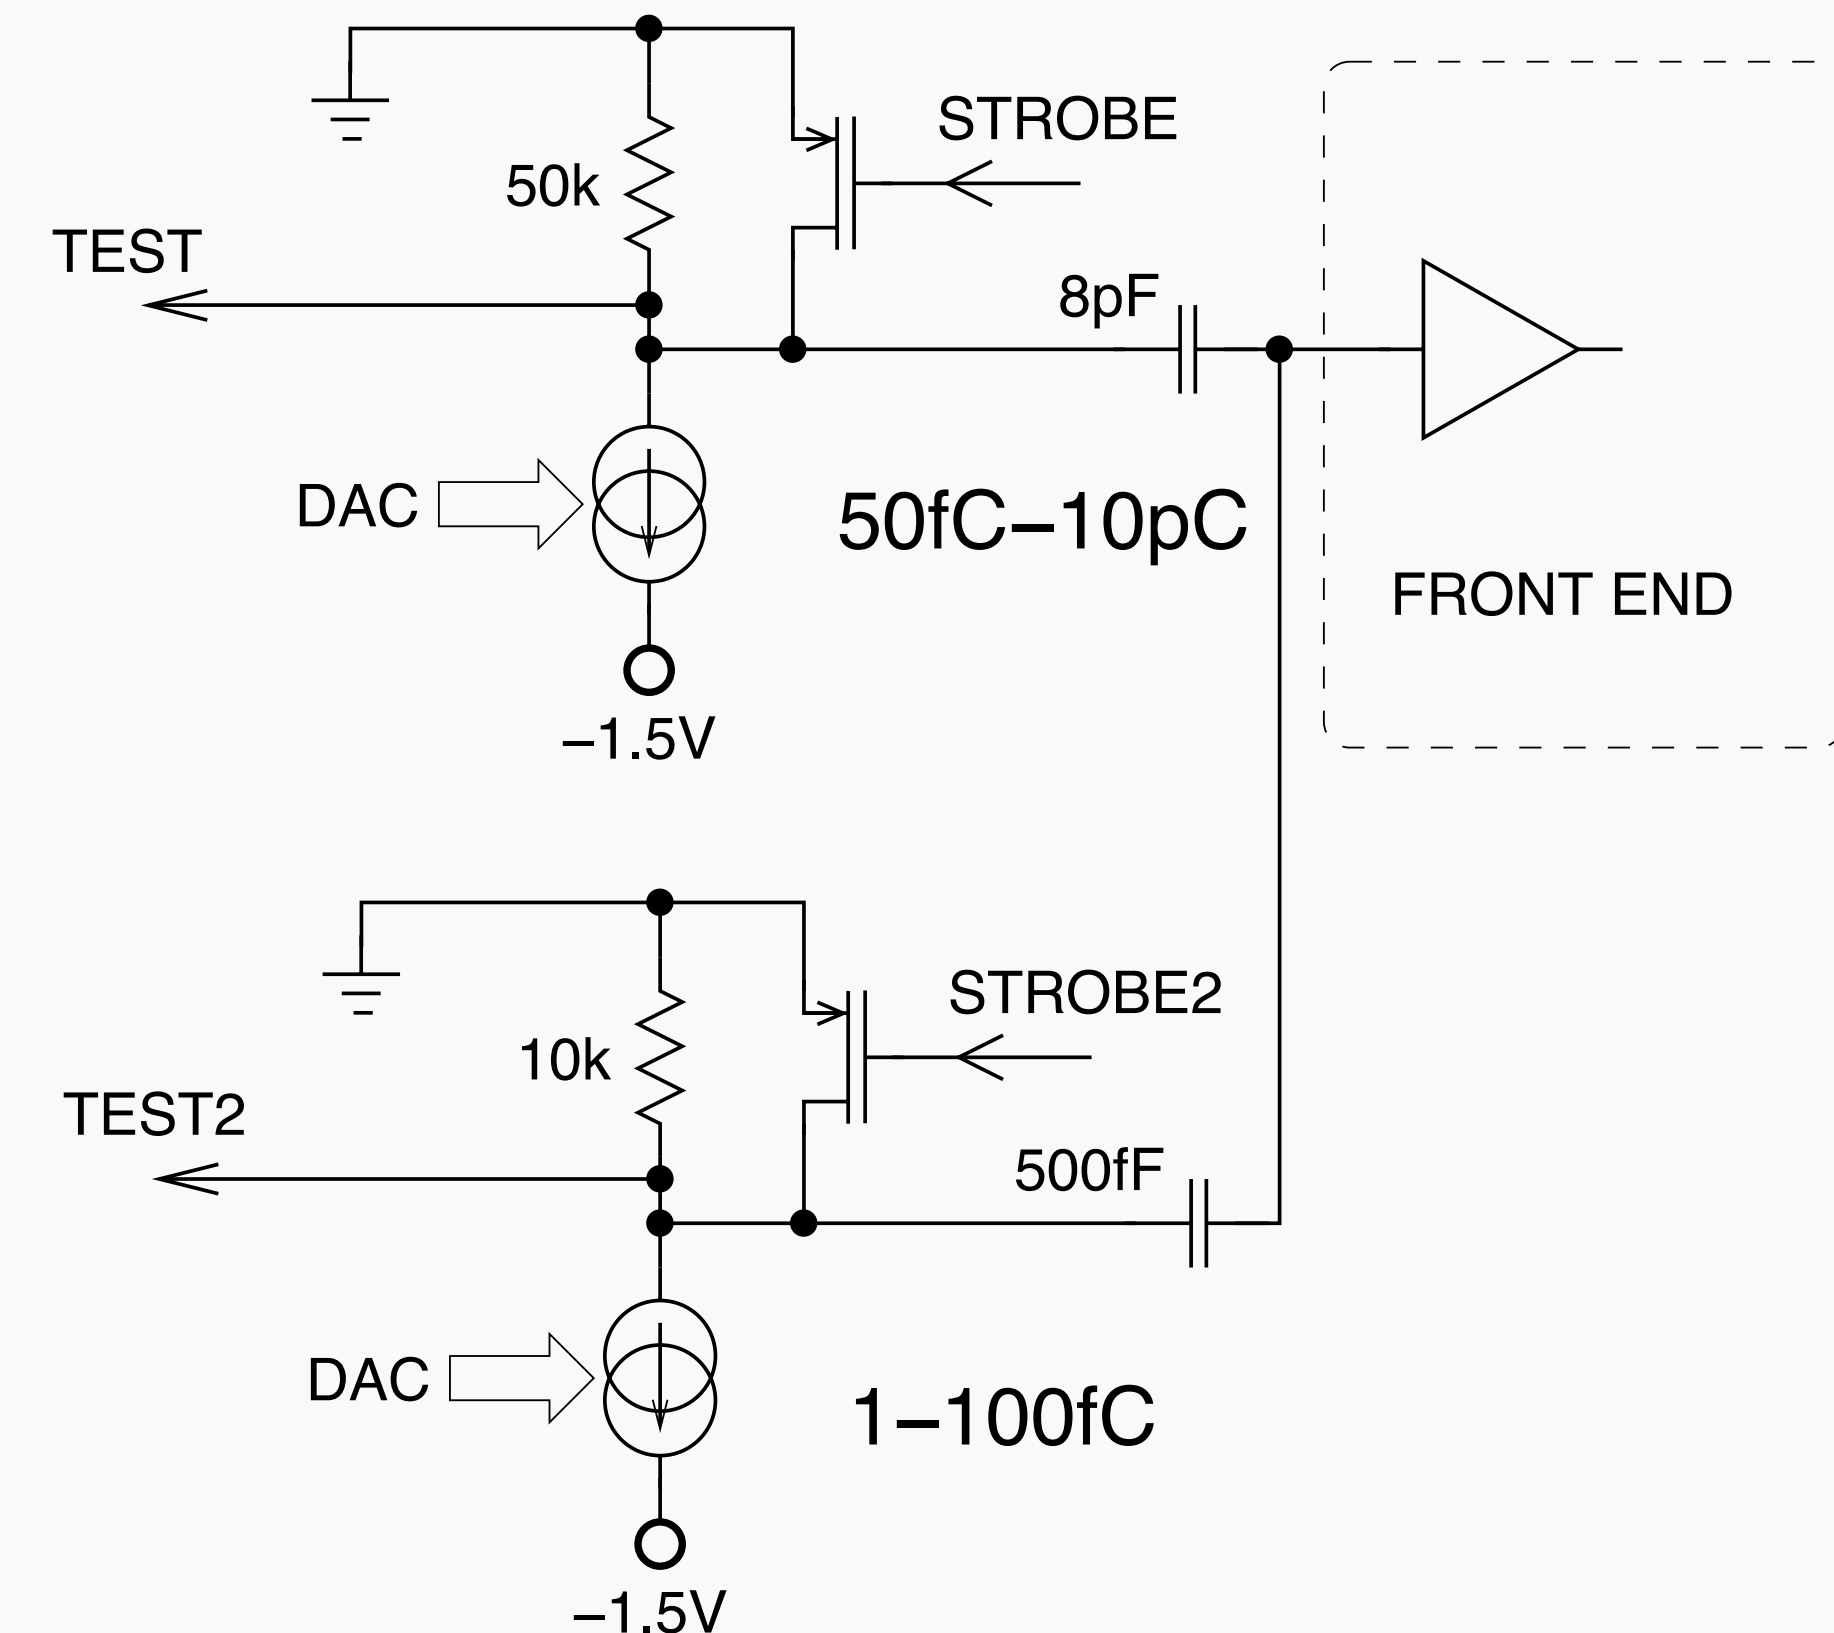 STROBE
50k
TEST
8pF
DAC
50fC–10pC
FRONT END
–1.5V
STROBE2
10k
TEST2
500fF
DAC
1–100fC
–1.5V